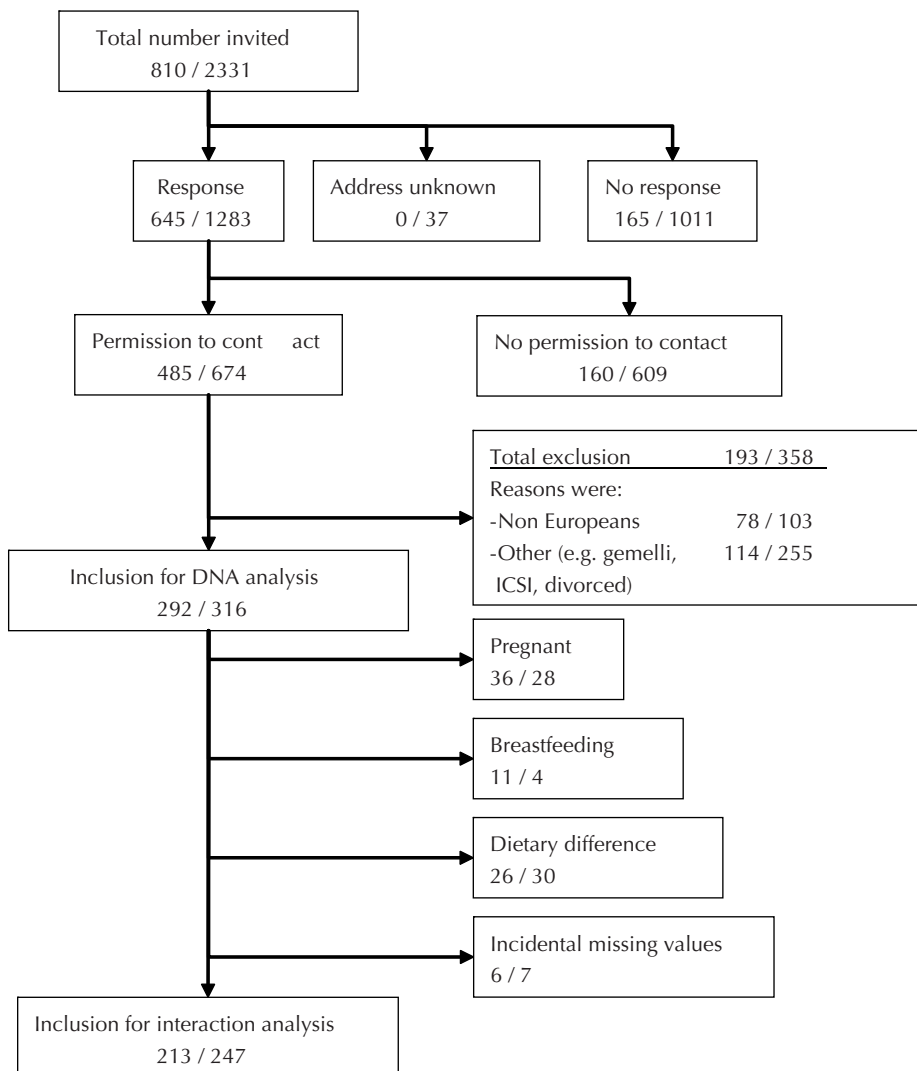 Total number invited
810 / 2331
Response
645 / 1283
Address unknown
0 / 37
No response
165 / 1011
Permission to cont act
485 / 674
No permission to contact
160 / 609
Total exclusion 193 / 358
Reasons were:
-Non Europeans 78 / 103
-Other (e.g. gemelli, 114 / 255
ICSI, divorced)
Inclusion for DNA analysis
292 / 316
Pregnant
36 / 28
Breastfeeding
11 / 4
Dietary difference
26 / 30
Incidental missing values
6 / 7
Inclusion for interaction analysis
213 / 247